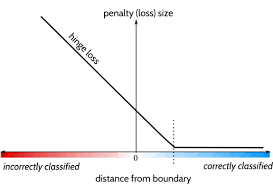 penalty (loss) size
hinge loss
0
incorrectly classified
correctly classified
distance from boundary